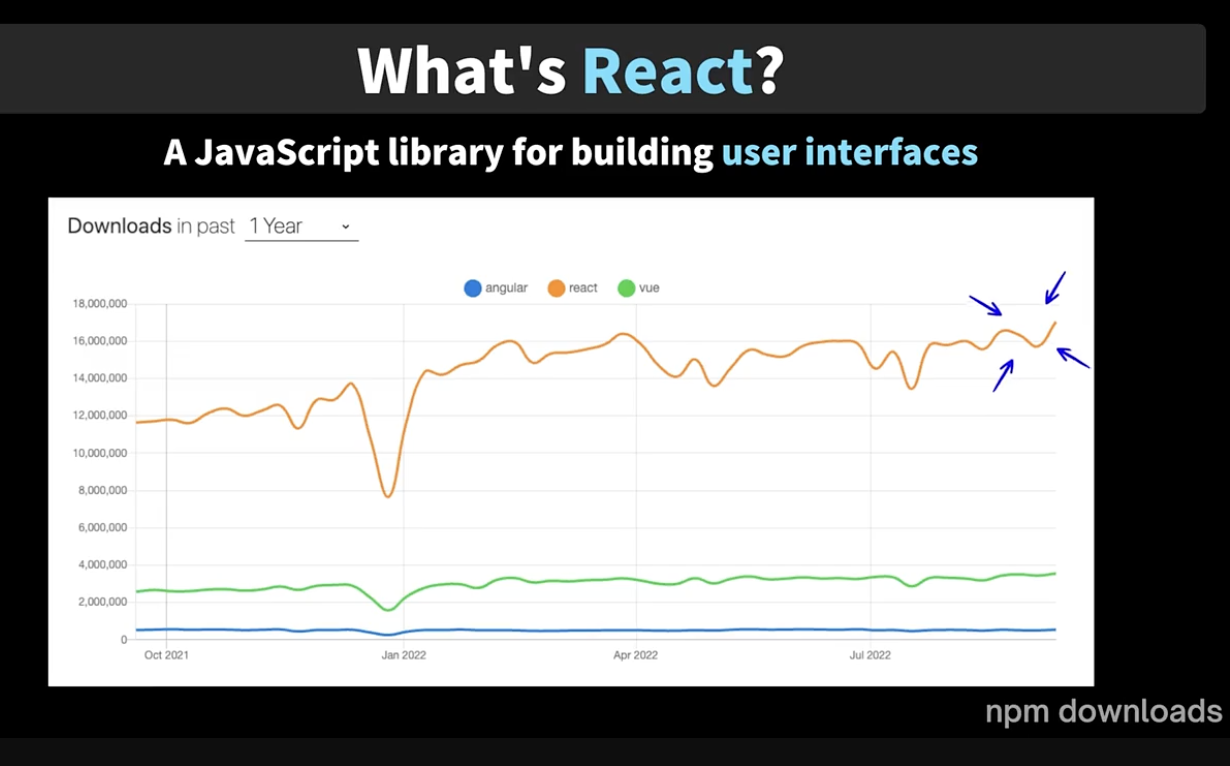 What's React?
A JavaScript library for building user interfaces
Downloads in past 1 Year
angular react vue
18,000,000
16,000,000
14,000,000
12,000,000
10,000,000
8,000,000
6,000,000
4,000,000
2,000,000
0
Oct 2021 Jan 2022 Apr 2022 Jul 2022
npm downloads